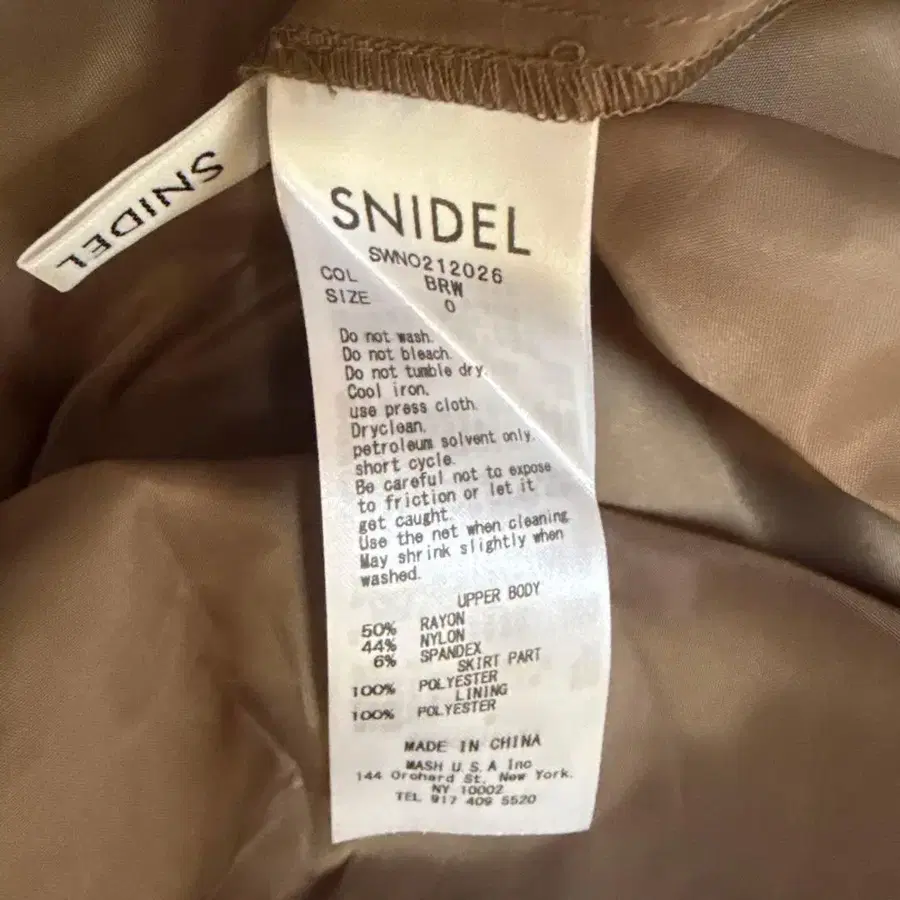 SNIDEL
SNIDEL
SWNO212026
COL BRW
SIZE 0
Do not wash.
Do not bleach.
Do not tumble dry.
Cool iron.
use press cloth.
Dryclean.
petroleum solvent only.
short cycle.
Be careful not to expose
to friction or let it
get caught.
Use the net when cleaning.
May shrink slightly when
washed.
UPPER BODY
50% RAYON
44% NYLON
6% SPANDEX
SKIRT PART
100% POLYESTER
LINING
100% POLYESTER
MADE IN CHINA
MASH U.S.A Inc
144 Orchard St. New York.
NY 10002
TEL 917 409 5520